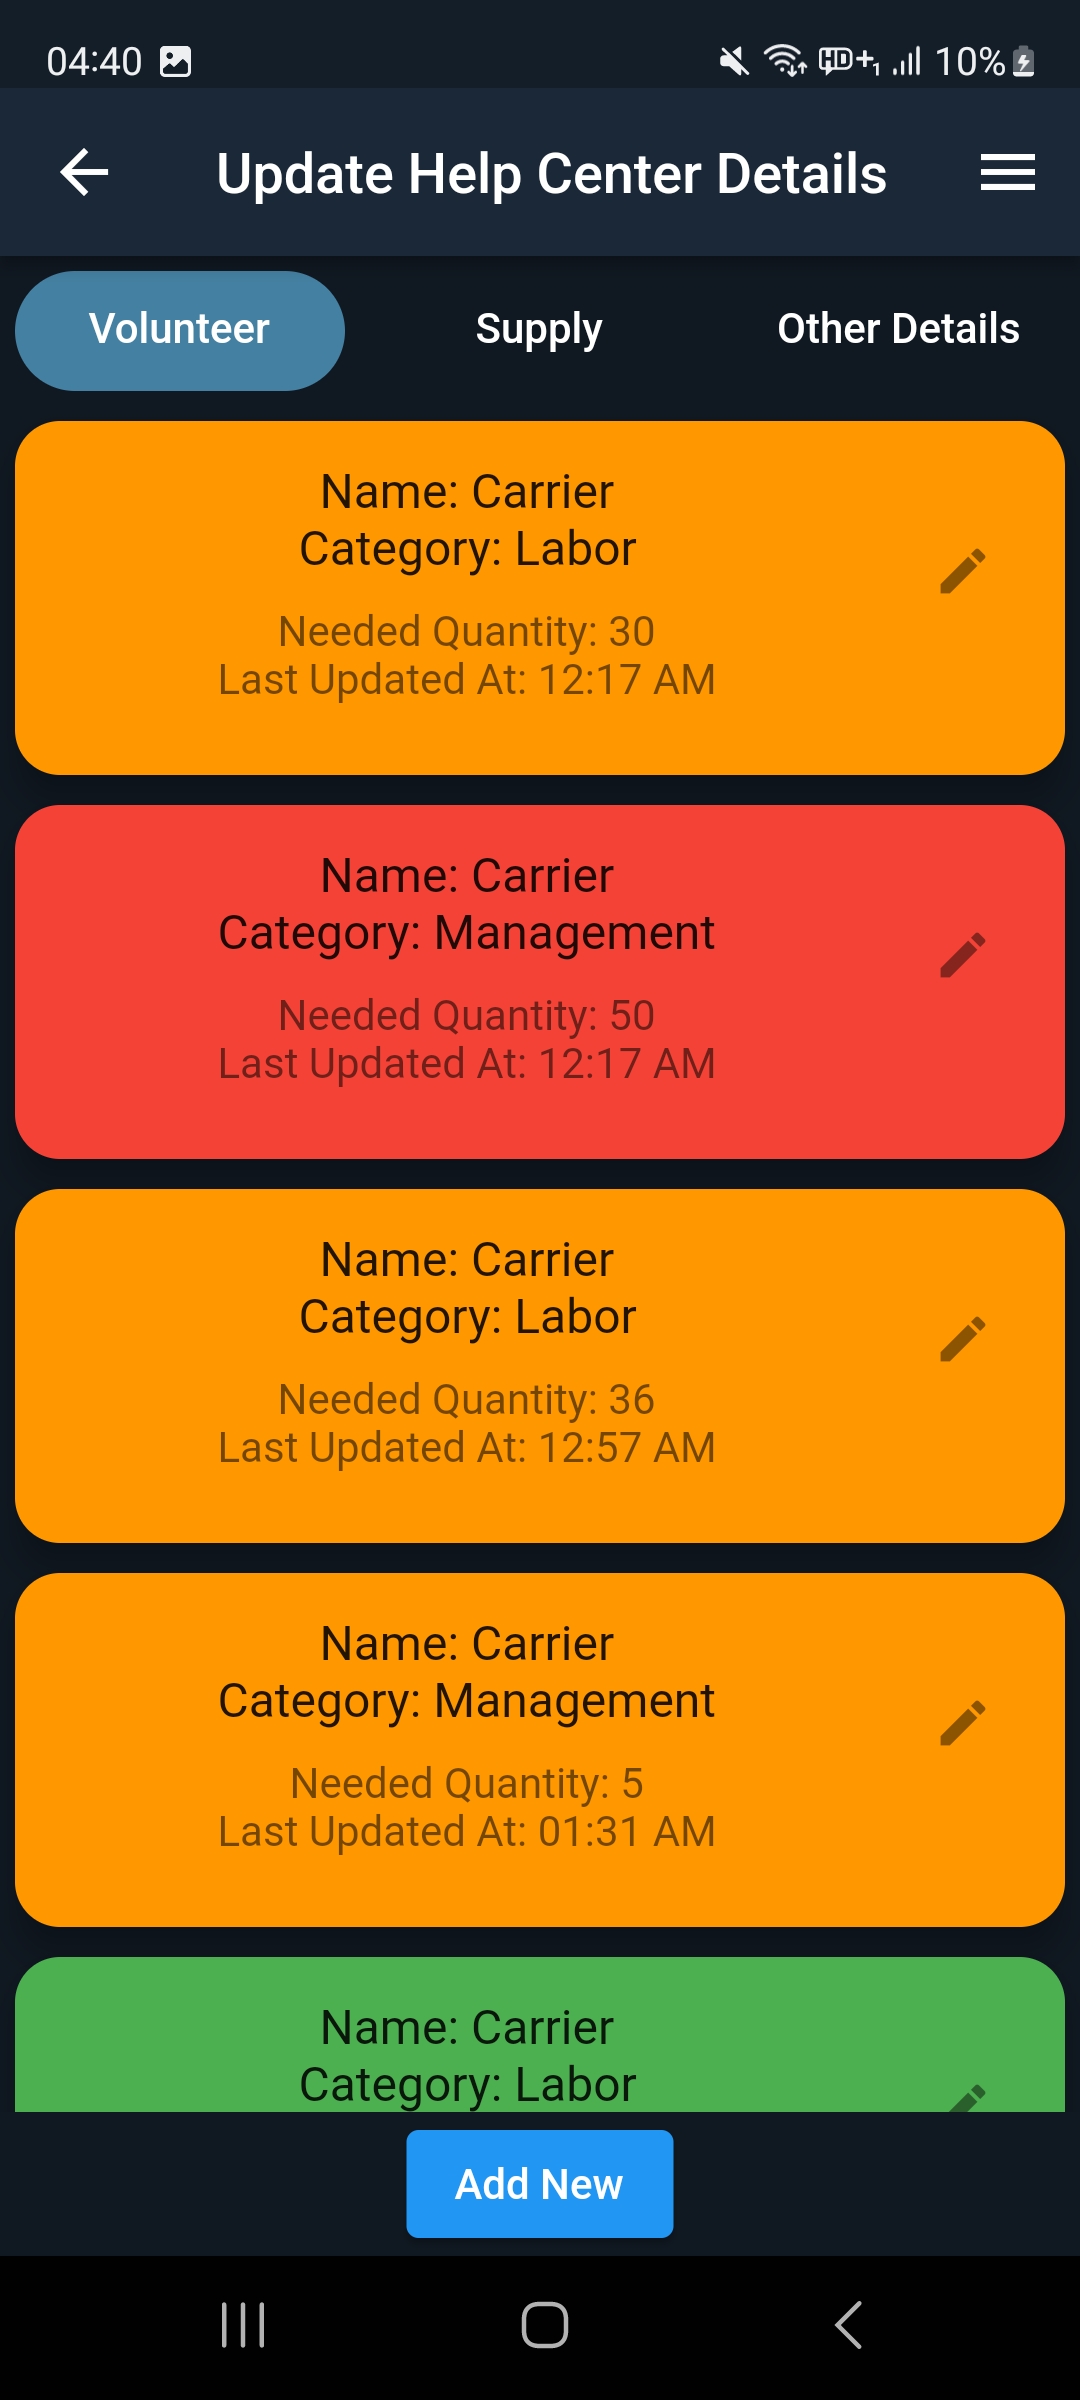 04:40
10%
Update Help Center Details
Volunteer
Supply
Other Details
Name: Carrier
Category: Labor
Needed Quantity: 30
Last Updated At: 12:17 AM
Name: Carrier
Category: Management
Needed Quantity: 50
Last Updated At: 12:17 AM
Name: Carrier
Category: Labor
Needed Quantity: 36
Last Updated At: 12:57 AM
Name: Carrier
Category: Management
Needed Quantity: 5
Last Updated At: 01:31 AM
Name: Carrier
Category: Labor
Add New